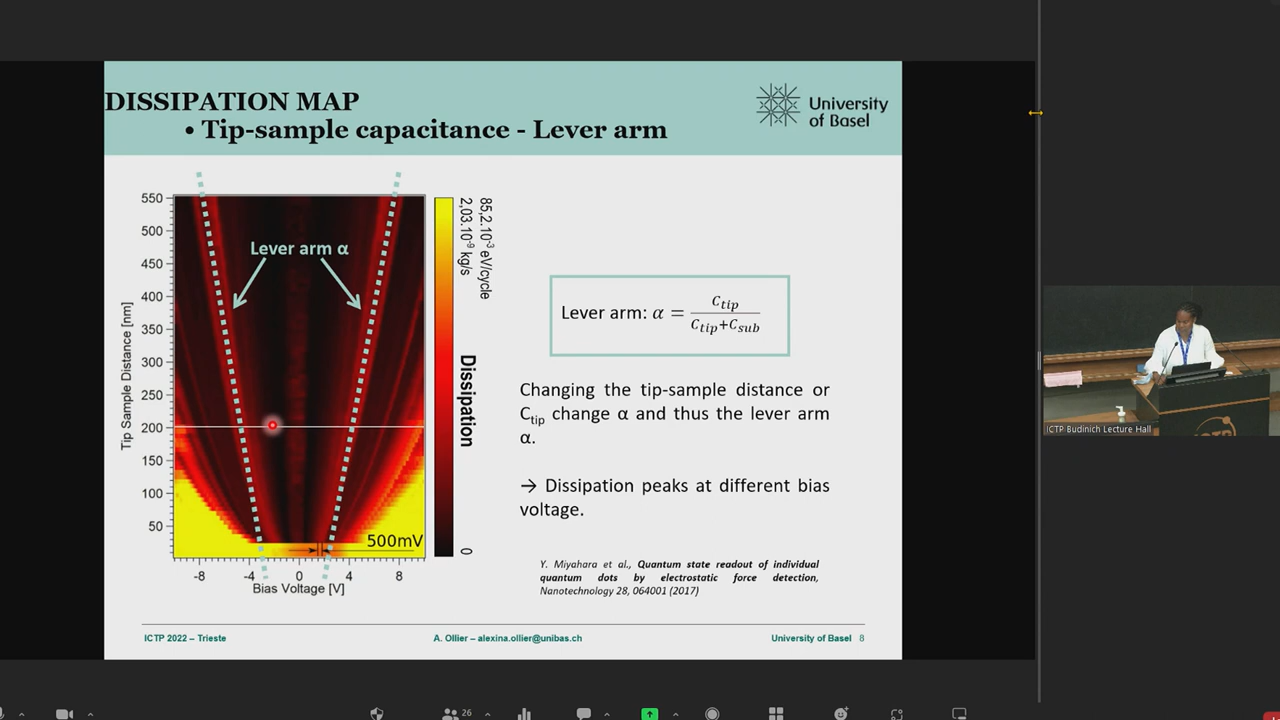 DISSIPATION MAP
• Tip-sample capacitance - Lever arm
University
of Basel
550
500
450
400
350
300
250
200
150
100
50
Tip Sample Distance [nm]
Lever arm α
500mV
-8 -4 0 4 8
Bias Voltage [V]
85,2.10⁻³ eV/cycle
2,03.10⁻⁹ kg/s
Dissipation
0
Lever arm: α = C_tip / (C_tip+C_sub)
Changing the tip-sample distance or
C_tip change α and thus the lever arm
α.
→ Dissipation peaks at different bias
voltage.
Y. Miyahara et al., Quantum state readout of individual
quantum dots by electrostatic force detection,
Nanotechnology 28, 064001 (2017)
ICTP 2022 – Trieste
A. Ollier – alexina.ollier@unibas.ch
University of Basel 8
ICTP
ICTP Budinich Lecture Hall
26